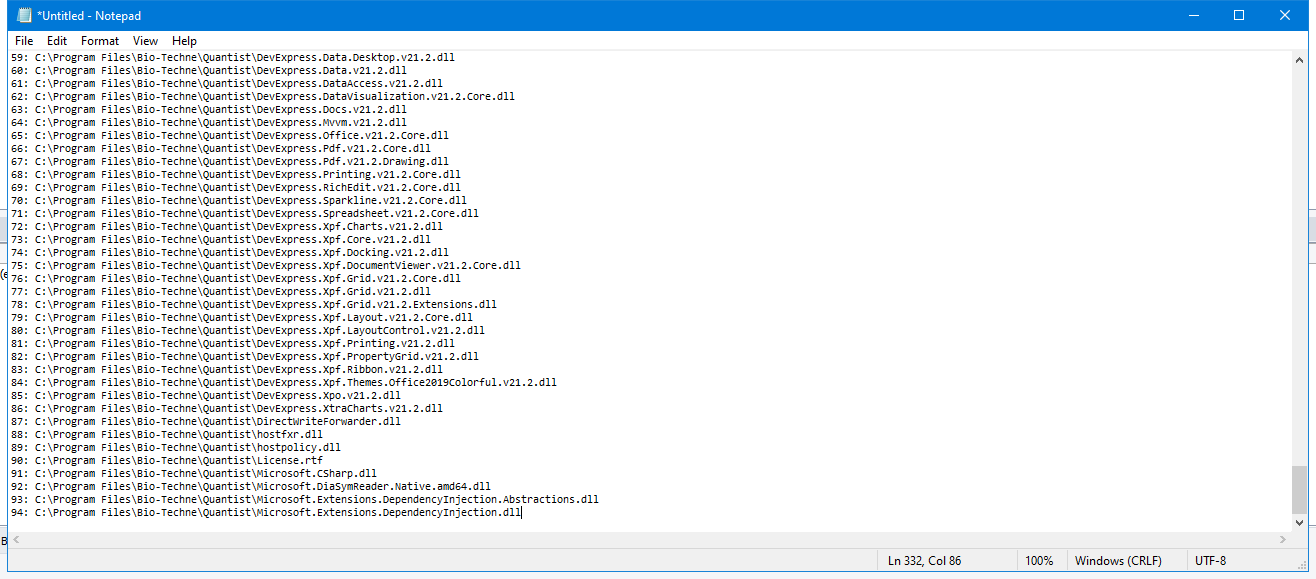 *Untitled - Notepad
File Edit Format View Help
59: C:\Program Files\Bio-Techne\Quantist\DevExpress.Data.Desktop.v21.2.dll
60: C:\Program Files\Bio-Techne\Quantist\DevExpress.Data.v21.2.dll
61: C:\Program Files\Bio-Techne\Quantist\DevExpress.DataAccess.v21.2.dll
62: C:\Program Files\Bio-Techne\Quantist\DevExpress.DataVisualization.v21.2.Core.dll
63: C:\Program Files\Bio-Techne\Quantist\DevExpress.Docs.v21.2.dll
64: C:\Program Files\Bio-Techne\Quantist\DevExpress.Mvvm.v21.2.dll
65: C:\Program Files\Bio-Techne\Quantist\DevExpress.Office.v21.2.Core.dll
66: C:\Program Files\Bio-Techne\Quantist\DevExpress.Pdf.v21.2.Core.dll
67: C:\Program Files\Bio-Techne\Quantist\DevExpress.Pdf.v21.2.Drawing.dll
68: C:\Program Files\Bio-Techne\Quantist\DevExpress.Printing.v21.2.Core.dll
69: C:\Program Files\Bio-Techne\Quantist\DevExpress.RichEdit.v21.2.Core.dll
70: C:\Program Files\Bio-Techne\Quantist\DevExpress.Sparkline.v21.2.Core.dll
71: C:\Program Files\Bio-Techne\Quantist\DevExpress.Spreadsheet.v21.2.Core.dll
72: C:\Program Files\Bio-Techne\Quantist\DevExpress.Xpf.Charts.v21.2.dll
73: C:\Program Files\Bio-Techne\Quantist\DevExpress.Xpf.Core.v21.2.dll
74: C:\Program Files\Bio-Techne\Quantist\DevExpress.Xpf.Docking.v21.2.dll
75: C:\Program Files\Bio-Techne\Quantist\DevExpress.Xpf.DocumentViewer.v21.2.Core.dll
76: C:\Program Files\Bio-Techne\Quantist\DevExpress.Xpf.Grid.v21.2.Core.dll
77: C:\Program Files\Bio-Techne\Quantist\DevExpress.Xpf.Grid.v21.2.dll
78: C:\Program Files\Bio-Techne\Quantist\DevExpress.Xpf.Grid.v21.2.Extensions.dll
79: C:\Program Files\Bio-Techne\Quantist\DevExpress.Xpf.Layout.v21.2.Core.dll
80: C:\Program Files\Bio-Techne\Quantist\DevExpress.Xpf.LayoutControl.v21.2.dll
81: C:\Program Files\Bio-Techne\Quantist\DevExpress.Xpf.Printing.v21.2.dll
82: C:\Program Files\Bio-Techne\Quantist\DevExpress.Xpf.PropertyGrid.v21.2.dll
83: C:\Program Files\Bio-Techne\Quantist\DevExpress.Xpf.Ribbon.v21.2.dll
84: C:\Program Files\Bio-Techne\Quantist\DevExpress.Xpf.Themes.Office2019Colorful.v21.2.dll
85: C:\Program Files\Bio-Techne\Quantist\DevExpress.Xpo.v21.2.dll
86: C:\Program Files\Bio-Techne\Quantist\DevExpress.XtraCharts.v21.2.dll
87: C:\Program Files\Bio-Techne\Quantist\DirectWriteForwarder.dll
88: C:\Program Files\Bio-Techne\Quantist\hostfxr.dll
89: C:\Program Files\Bio-Techne\Quantist\hostpolicy.dll
90: C:\Program Files\Bio-Techne\Quantist\License.rtf
91: C:\Program Files\Bio-Techne\Quantist\Microsoft.CSharp.dll
92: C:\Program Files\Bio-Techne\Quantist\Microsoft.DiaSymReader.Native.amd64.dll
93: C:\Program Files\Bio-Techne\Quantist\Microsoft.Extensions.DependencyInjection.Abstractions.dll
94: C:\Program Files\Bio-Techne\Quantist\Microsoft.Extensions.DependencyInjection.dll
Ln 332, Col 86 100% Windows (CRLF) UTF-8